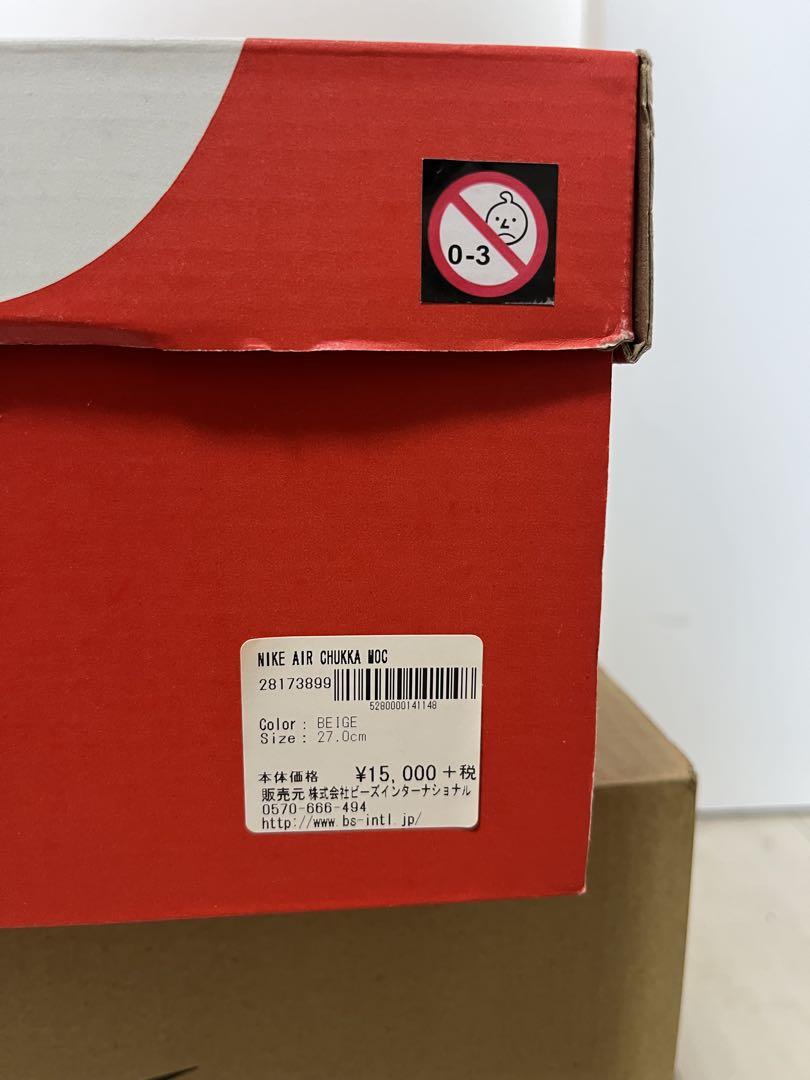 0-3
NIKE AIR CHUKKA MOC
28173899
5280000141148
Color : BEIGE
Size : 27.0cm
本体価格 ¥15,000 +税
販売元 株式会社ビーズインターナショナル
0570-666-494
http://www.bs-intl.jp/